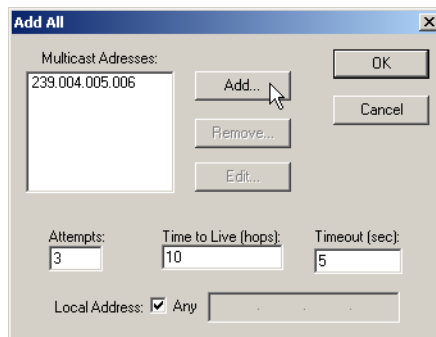 Add All
Multicast Adresses:
239.004.005.006
Add...
Remove...
Edit...
OK
Cancel
Attempts:
3
Time to Live (hops):
10
Timeout (sec):
5
Local Address: Any . . .